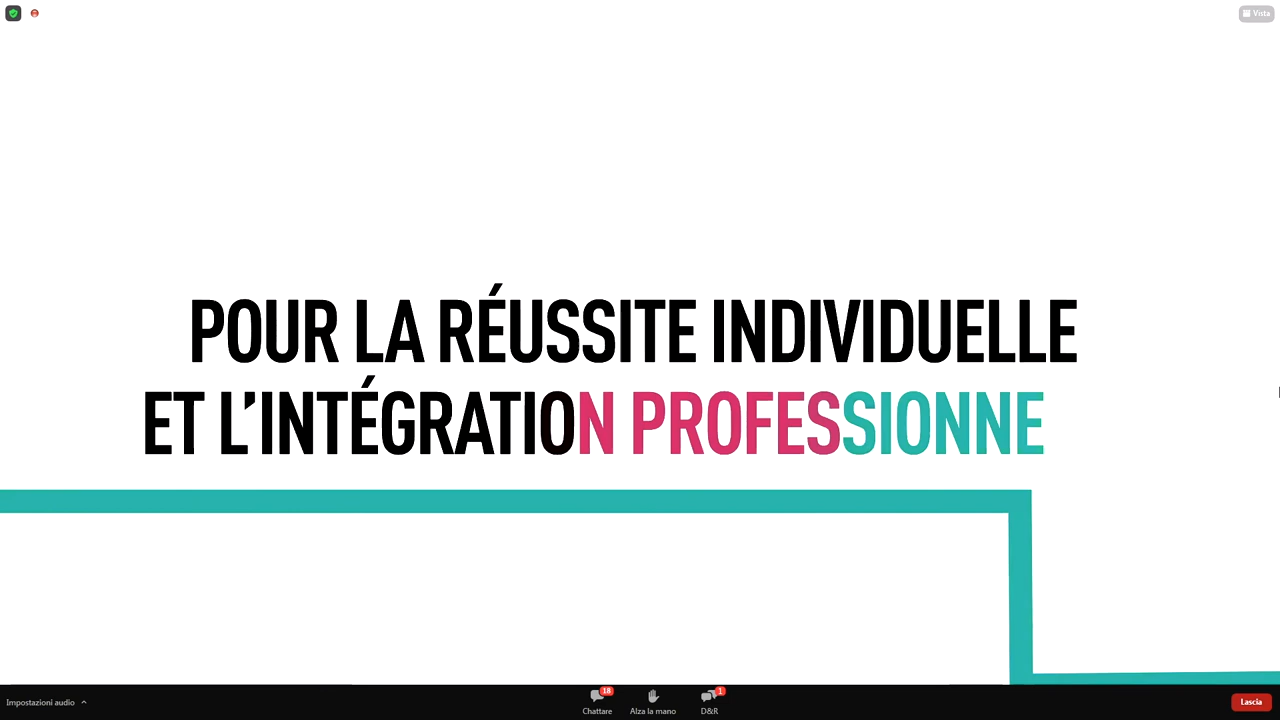 Vista
POUR LA RÉUSSITE INDIVIDUELLE
ET L’INTÉGRATION PROFESSIONNE
Impostazioni audio
18
Chattare
Alza la mano
1
D&R
Lascia